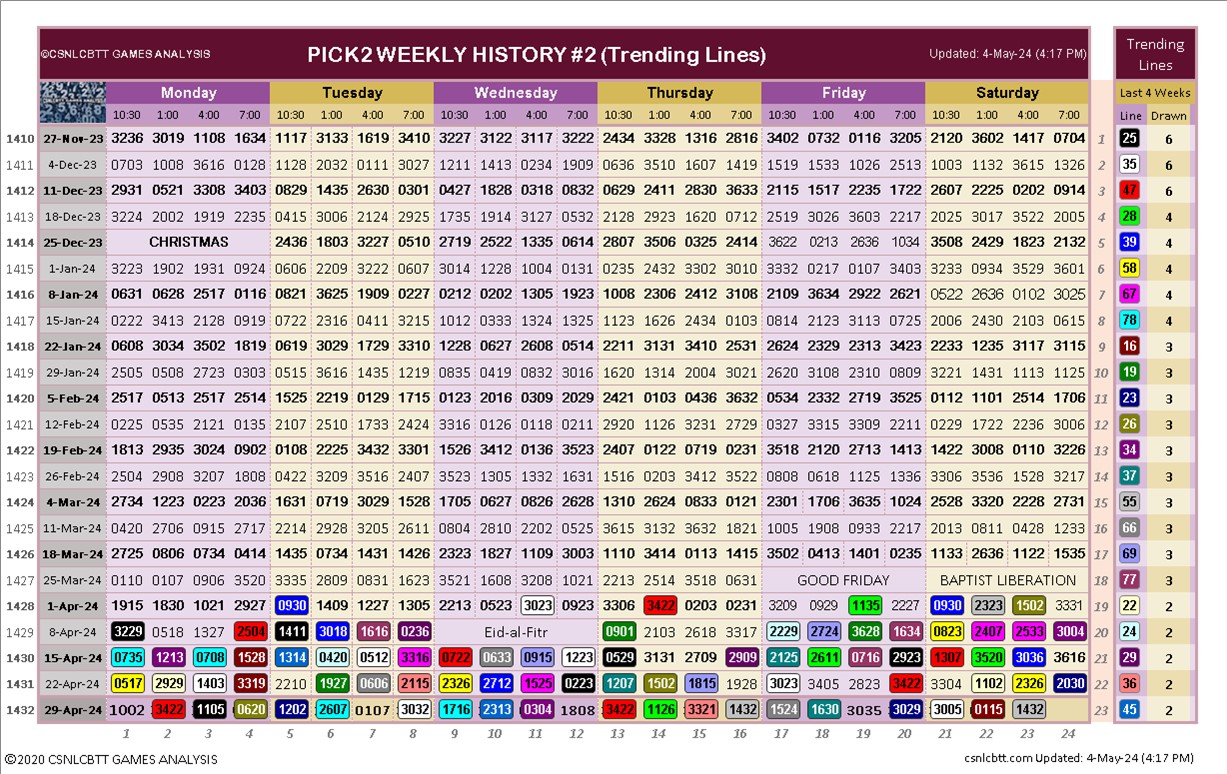 ©CSNLCBTT GAMES ANALYSIS PICK2 WEEKLY HISTORY #2 (Trending Lines) Updated: 4-May-24 (4:17 PM) Trending Lines
Monday Tuesday Wednesday Thursday Friday Saturday Last 4 Weeks
10:30 1:00 4:00 7:00 10:30 1:00 4:00 7:00 10:30 1:00 4:00 7:00 10:30 1:00 4:00 7:00 10:30 1:00 4:00 7:00 10:30 1:00 4:00 7:00 Line Drawn
1410 27-Nov-23 3236 3019 1108 1634 1117 3133 1619 3410 3227 3122 3117 3222 2434 3328 1316 2816 3402 0732 0116 3205 2120 3602 1417 0704 1 25 6
1411 4-Dec-23 0703 1008 3616 0128 1128 2032 0111 3027 1211 1413 0234 1909 0636 3510 1607 1419 1519 1533 1026 2513 1003 1132 3615 1326 2 35 6
1412 11-Dec-23 2931 0521 3308 3403 0829 1435 2630 0301 0427 1828 0318 0832 0629 2411 2830 3633 2115 1517 2235 1722 2607 2225 0202 0914 3 47 6
1413 18-Dec-23 3224 2002 1919 2235 0415 3006 2124 2925 1735 1914 3127 0532 2128 2923 1620 0712 2519 3026 3603 2217 2025 3017 3522 2005 4 28 4
1414 25-Dec-23 CHRISTMAS 2436 1803 3227 0510 2719 2522 1335 0614 2807 3506 0325 2414 3622 0213 2636 1034 3508 2429 1823 2132 5 39 4
1415 1-Jan-24 3223 1902 1931 0924 0606 2209 3222 0607 3014 1228 1004 0131 0235 2432 3302 3010 3332 0217 0107 3403 3233 0934 3529 3601 6 58 4
1416 8-Jan-24 0631 0628 2517 0116 0821 3625 1909 0227 0212 0202 1305 1923 1008 2306 2412 3108 2109 3634 2922 2621 0522 2636 0102 3025 7 67 4
1417 15-Jan-24 0222 3413 2128 0919 0722 2316 0411 3215 1012 0333 1324 1325 1123 1626 2434 0103 0814 2123 3113 0725 2006 2430 2103 0615 8 78 4
1418 22-Jan-24 0608 3034 3502 1819 0619 3029 1729 3310 1228 0627 2608 0514 2211 3131 3410 2531 2624 2329 2313 3423 2233 1235 3117 3115 9 16 3
1419 29-Jan-24 2505 0508 2723 0303 0515 3616 1435 1219 0835 0419 0832 3016 1620 1314 2004 3021 2620 3108 2310 0809 3221 1431 1113 1125 10 19 3
1420 5-Feb-24 2517 0513 2517 2514 1525 2219 0129 1715 0123 2016 0309 2029 2421 0103 0436 3632 0534 2332 2719 3525 0112 1101 2514 1706 11 23 3
1421 12-Feb-24 0225 0535 2121 0135 2107 2510 1733 2424 3316 0126 0118 0211 2920 1126 3231 2729 0327 3315 3309 2211 0229 1722 2236 3006 12 26 3
1422 19-Feb-24 1813 2935 3024 0902 0108 2225 3432 3301 1526 3412 0136 3523 2407 0122 0719 0231 3518 2120 2713 1413 1422 3008 0110 3226 13 34 3
1423 26-Feb-24 2504 2908 3207 1808 0422 3209 3516 2403 3523 1305 1332 1631 1516 0203 3412 3522 0808 0618 1125 1336 3306 3536 1528 3217 14 37 3
1424 4-Mar-24 2734 1223 0223 2036 1631 0719 3029 1528 1705 0627 0826 2628 1310 2624 0833 0121 2301 1706 3635 1024 2528 3320 2228 2731 15 55 3
1425 11-Mar-24 0420 2706 0915 2717 2214 2928 3205 2611 0804 2810 2202 0525 3615 3132 3632 1821 1005 1908 0933 2217 2013 0811 0428 1233 16 66 3
1426 18-Mar-24 2725 0806 0734 0414 1435 0734 1431 1426 2323 1827 1109 3003 1110 3414 0113 1415 3502 0413 1401 0235 1133 2636 1122 1535 17 69 3
1427 25-Mar-24 0110 0107 0906 3520 3335 2809 0831 1623 3521 1608 3208 1021 2213 2514 3518 0631 GOOD FRIDAY BAPTIST LIBERATION 18 77 3
1428 1-Apr-24 1915 1830 1021 2927 0930 1409 1227 1305 2213 0523 3023 0923 3306 3422 0203 0231 3209 0929 1135 2227 0930 2323 1502 3331 19 22 2
1429 8-Apr-24 3229 0518 1327 2504 1411 3018 1616 0236 Eid-al-Fitr 0901 2103 2618 3317 2229 2724 3628 1634 0823 2407 2533 3004 20 24 2
1430 15-Apr-24 0735 1213 0708 1528 1314 0420 0512 3316 0722 0633 0915 1223 0529 3131 2709 2909 2125 2611 0716 2923 1307 3520 3036 3616 21 29 2
1431 22-Apr-24 0517 2929 1403 3319 2210 1927 0606 2115 2326 2712 1525 0223 1207 1502 1815 1928 3023 3405 2823 3422 3304 1102 2326 2030 22 36 2
1432 29-Apr-24 1002 3422 1105 0620 1202 2607 0107 3032 1716 2313 0304 1808 3422 1126 3321 1432 1524 1630 3035 3029 3005 0115 1432 23 45 2
1 2 3 4 5 6 7 8 9 10 11 12 13 14 15 16 17 18 19 20 21 22 23 24
©2020 CSNLCBTT GAMES ANALYSIS csnlcbtt.com Updated: 4-May-24 (4:17 PM)